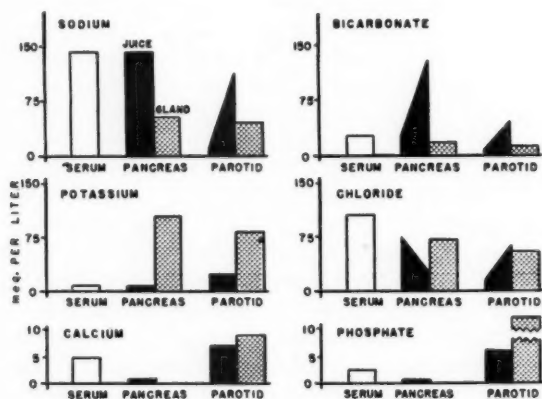 SODIUM
150
75
0
JUICE
GLAND
SERUM PANCREAS PAROTID
BICARBONATE
150
75
0
SERUM PANCREAS PAROTID
meq. PER LITER
POTASSIUM
150
75
0
SERUM PANCREAS PAROTID
CHLORIDE
150
75
0
SERUM PANCREAS PAROTID
CALCIUM
10
5
0
SERUM PANCREAS PAROTID
PHOSPHATE
10
5
0
SERUM PANCREAS PAROTID